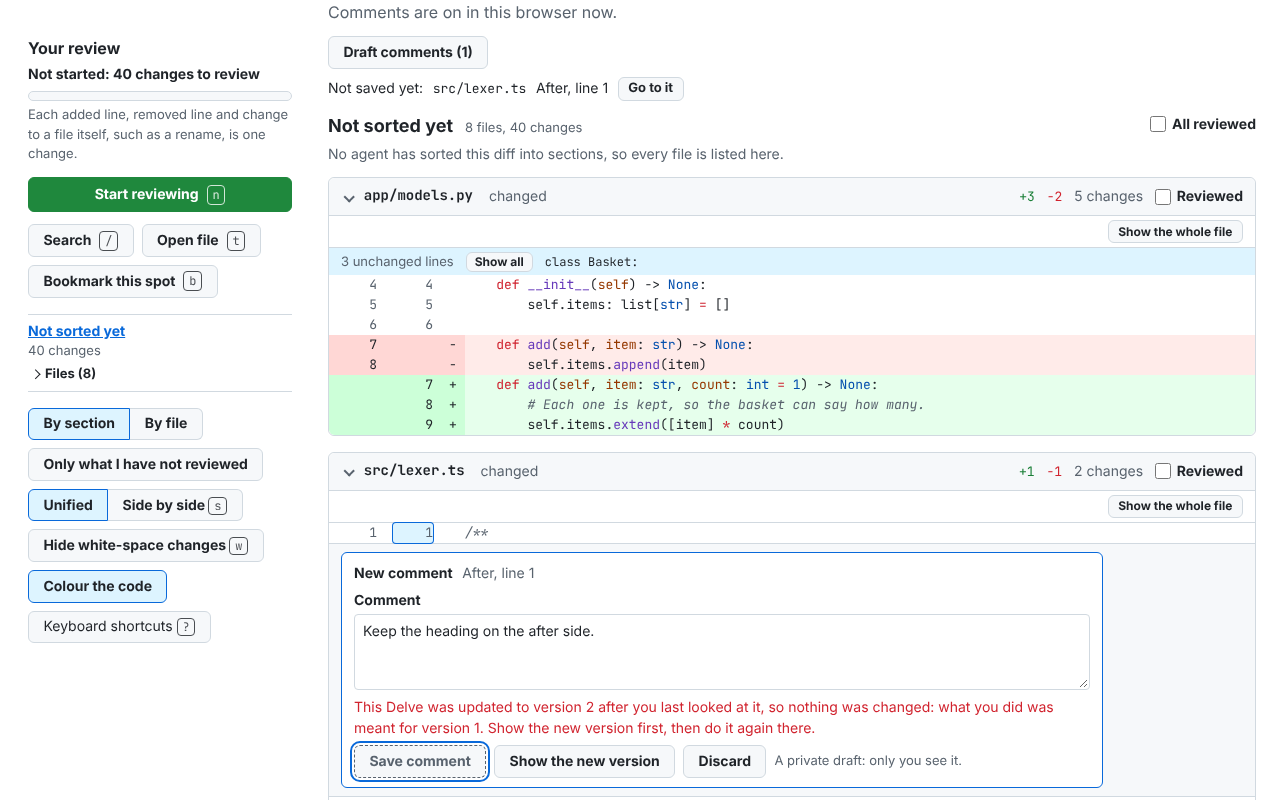 Comments are on in this browser now.
Your review
Not started: 40 changes to review
Each added line, removed line and change
to a file itself, such as a rename, is one
change.
Start reviewing n
Search / Open file t
Bookmark this spot b
Not sorted yet
40 changes
Files (8)
By section By file
Only what I have not reviewed
Unified Side by side s
Hide white-space changes w
Colour the code
Keyboard shortcuts ?
Draft comments (1)
Not saved yet: src/lexer.ts After, line 1 Go to it
Not sorted yet 8 files, 40 changes All reviewed
No agent has sorted this diff into sections, so every file is listed here.
app/models.py changed +3 -2 5 changes Reviewed
Show the whole file
3 unchanged lines Show all class Basket:
4 4 def __init__(self) -> None:
5 5 self.items: list[str] = []
6 6
7 - def add(self, item: str) -> None:
8 - self.items.append(item)
7 + def add(self, item: str, count: int = 1) -> None:
8 + # Each one is kept, so the basket can say how many.
9 + self.items.extend([item] * count)
src/lexer.ts changed +1 -1 2 changes Reviewed
Show the whole file
1 1 /**
New comment After, line 1
Comment
Keep the heading on the after side.
This Delve was updated to version 2 after you last looked at it, so nothing was changed: what you did was
meant for version 1. Show the new version first, then do it again there.
Save comment Show the new version Discard A private draft: only you see it.